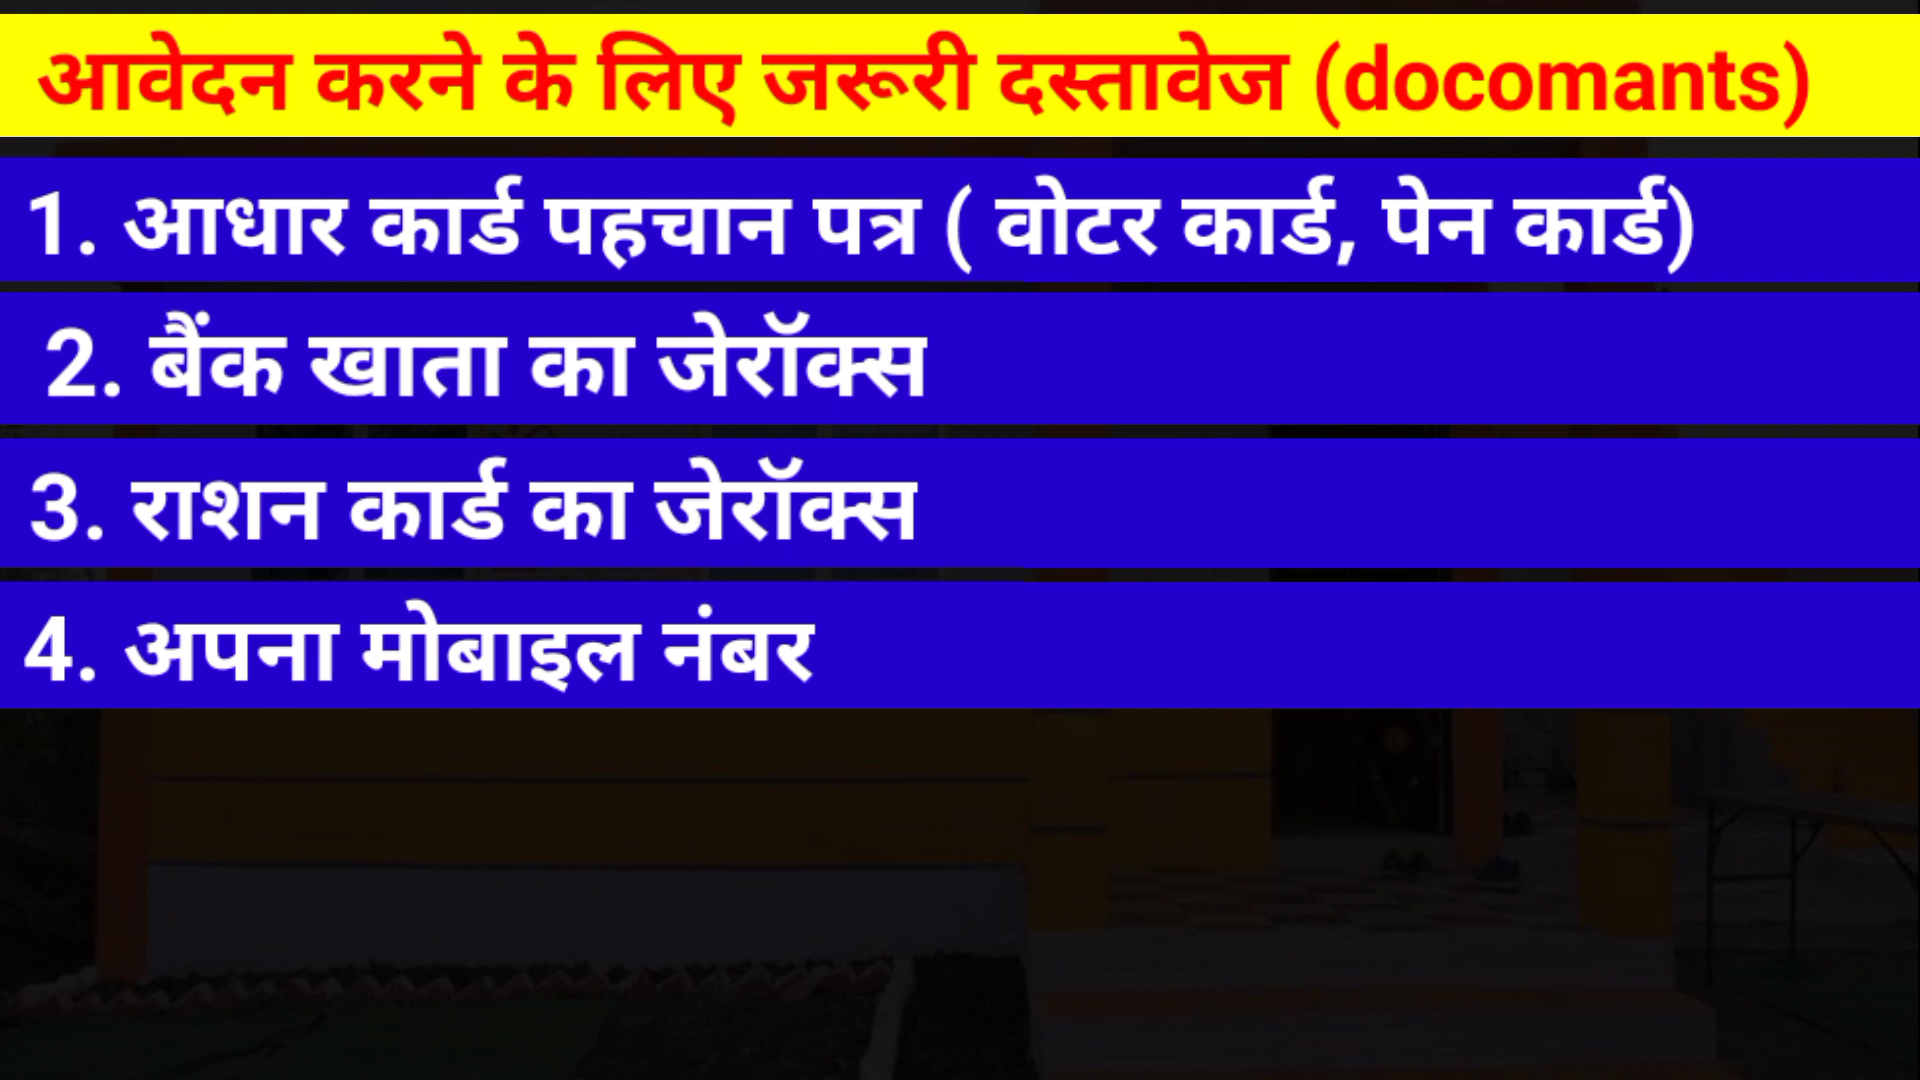 आवेदन करने के लिए जरूरी दस्तावेज (docomants)
1. आधार कार्ड पहचान पत्र ( वोटर कार्ड, पेन कार्ड)
2. बैंक खाता का जेरॉक्स
3. राशन कार्ड का जेरॉक्स
4. अपना मोबाइल नंबर